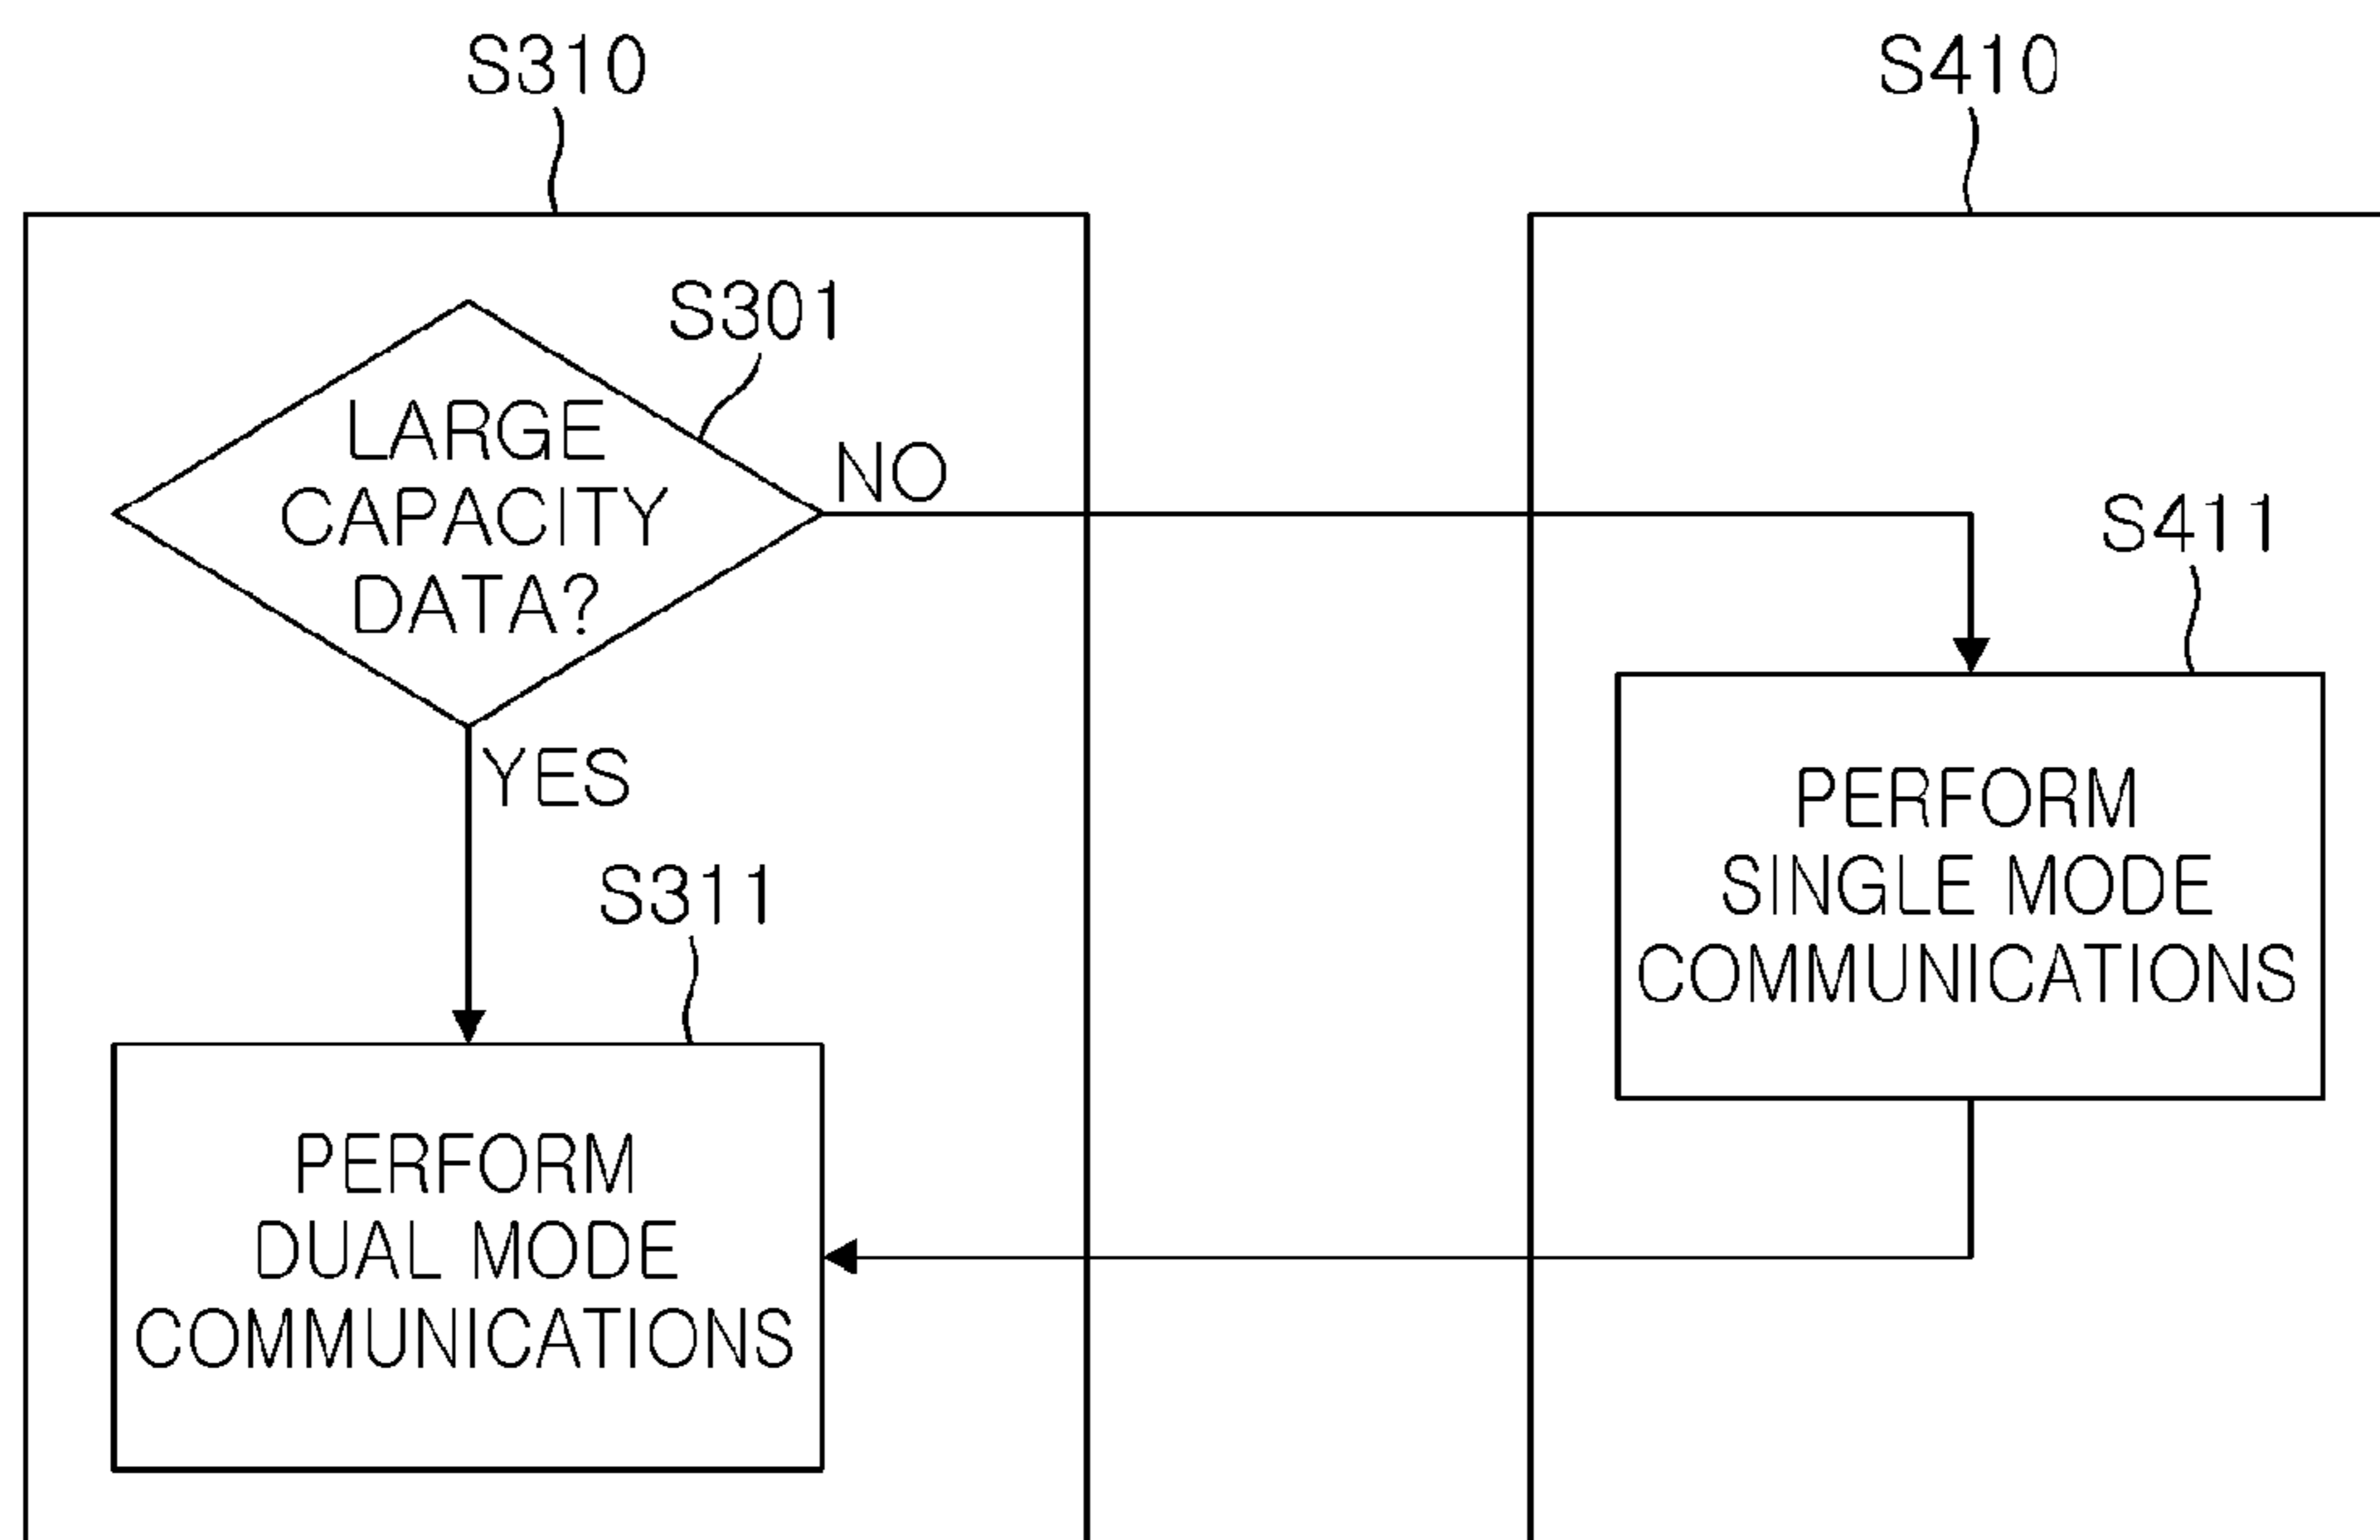 S310
S410
S301
LARGE
CAPACITY
DATA?
NO
S411
YES
PERFORM
SINGLE MODE
COMMUNICATIONS
S311
PERFORM
DUAL MODE
COMMUNICATIONS